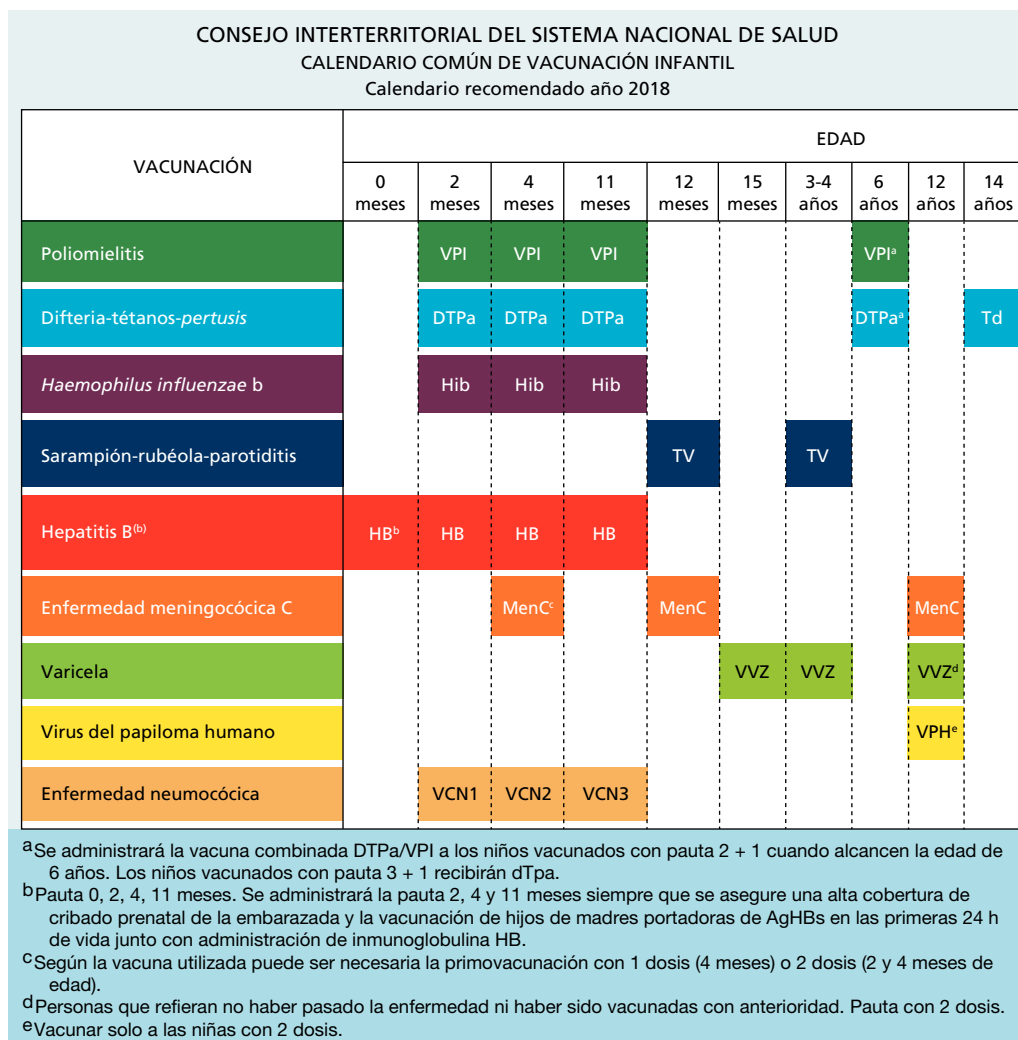 CONSEJO INTERTERRITORIAL DEL SISTEMA NACIONAL DE SALUD
CALENDARIO COMÚN DE VACUNACIÓN INFANTIL
Calendario recomendado año 2018
VACUNACIÓN
EDAD
0 meses
2 meses
4 meses
11 meses
12 meses
15 meses
3-4 años
6 años
12 años
14 años
Poliomielitis VPI VPI VPI VPIa
Difteria-tétanos-pertusis DTPa DTPa DTPa DTPaa Td
Haemophilus influenzae b Hib Hib Hib
Sarampión-rubéola-parotiditis TV TV
Hepatitis B(b) HBb HB HB HB
Enfermedad meningocócica C MenCc MenC MenC
Varicela VVZ VVZ VVZd
Virus del papiloma humano VPHe
Enfermedad neumocócica VCN1 VCN2 VCN3
aSe administrará la vacuna combinada DTPa/VPI a los niños vacunados con pauta 2 + 1 cuando alcancen la edad de
6 años. Los niños vacunados con pauta 3 + 1 recibirán dTpa.
bPauta 0, 2, 4, 11 meses. Se administrará la pauta 2, 4 y 11 meses siempre que se asegure una alta cobertura de
cribado prenatal de la embarazada y la vacunación de hijos de madres portadoras de AgHBs en las primeras 24 h
de vida junto con administración de inmunoglobulina HB.
cSegún la vacuna utilizada puede ser necesaria la primovacunación con 1 dosis (4 meses) o 2 dosis (2 y 4 meses de
edad).
dPersonas que refieran no haber pasado la enfermedad ni haber sido vacunadas con anterioridad. Pauta con 2 dosis.
eVacunar solo a las niñas con 2 dosis.